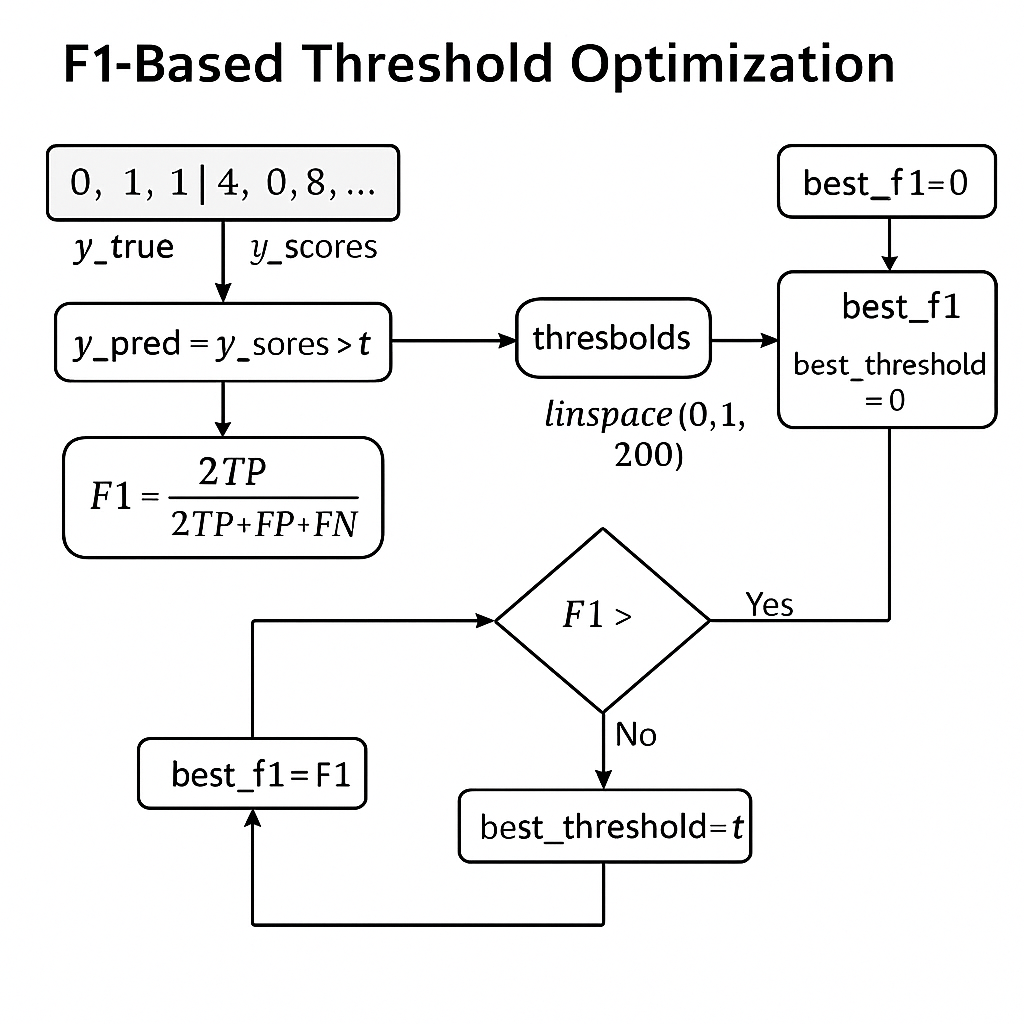 F1-Based Threshold Optimization
0, 1, 1 | 4, 0,8, ...
y_true
y_scores
y_pred = y_sores > t
F1 = 2TP
2TP+FP+FN
thresbolds
linspace (0,1,
200)
best_f1=0
best_f1
best_threshold
= 0
F1 >
Yes
No
best_f1=F1
best_threshold=t